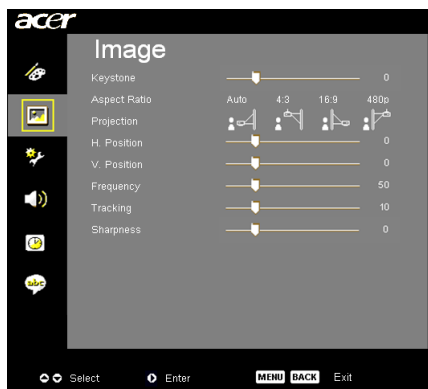 acer
Image
Keystone 0
Aspect Ratio Auto 4:3 16:9 480p
Projection
H. Position 0
V. Position 0
Frequency 50
Tracking 10
Sharpness 0
abc
Select Enter MENU BACK Exit